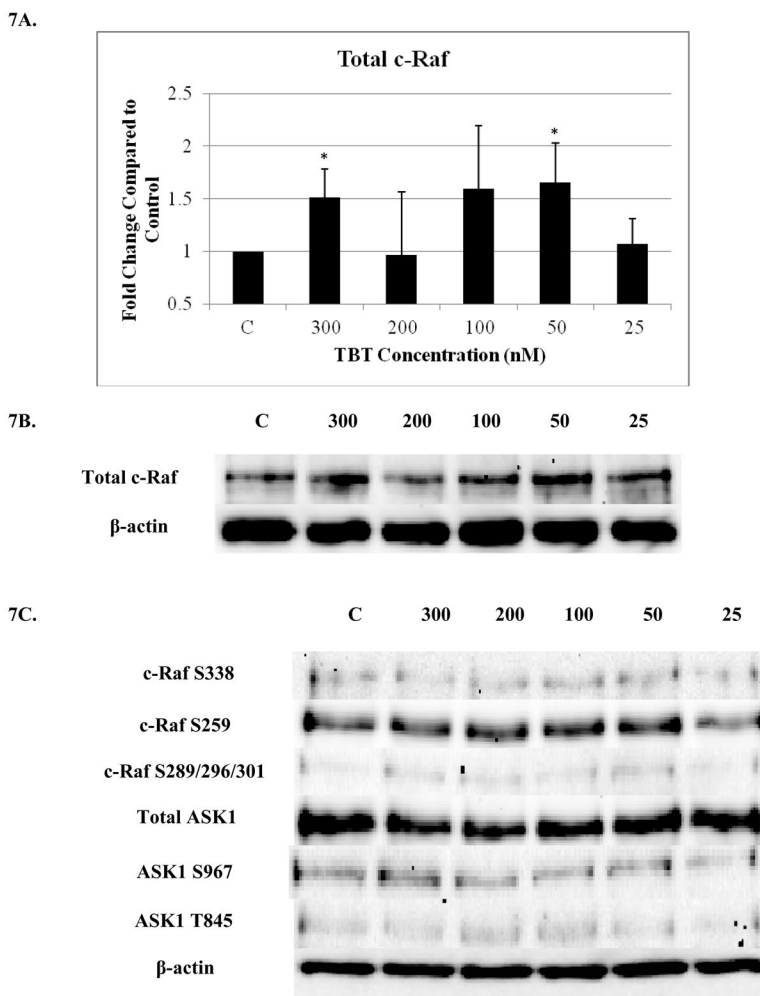 7A.
Total c-Raf
Fold Change Compared to
Control
2.5
2
1.5
1
0.5
*
*
C 300 200 100 50 25
TBT Concentration (nM)
7B.
C 300 200 100 50 25
Total c-Raf
β-actin
7C.
C 300 200 100 50 25
c-Raf S338
c-Raf S259
c-Raf S289/296/301
Total ASK1
ASK1 S967
ASK1 T845
β-actin